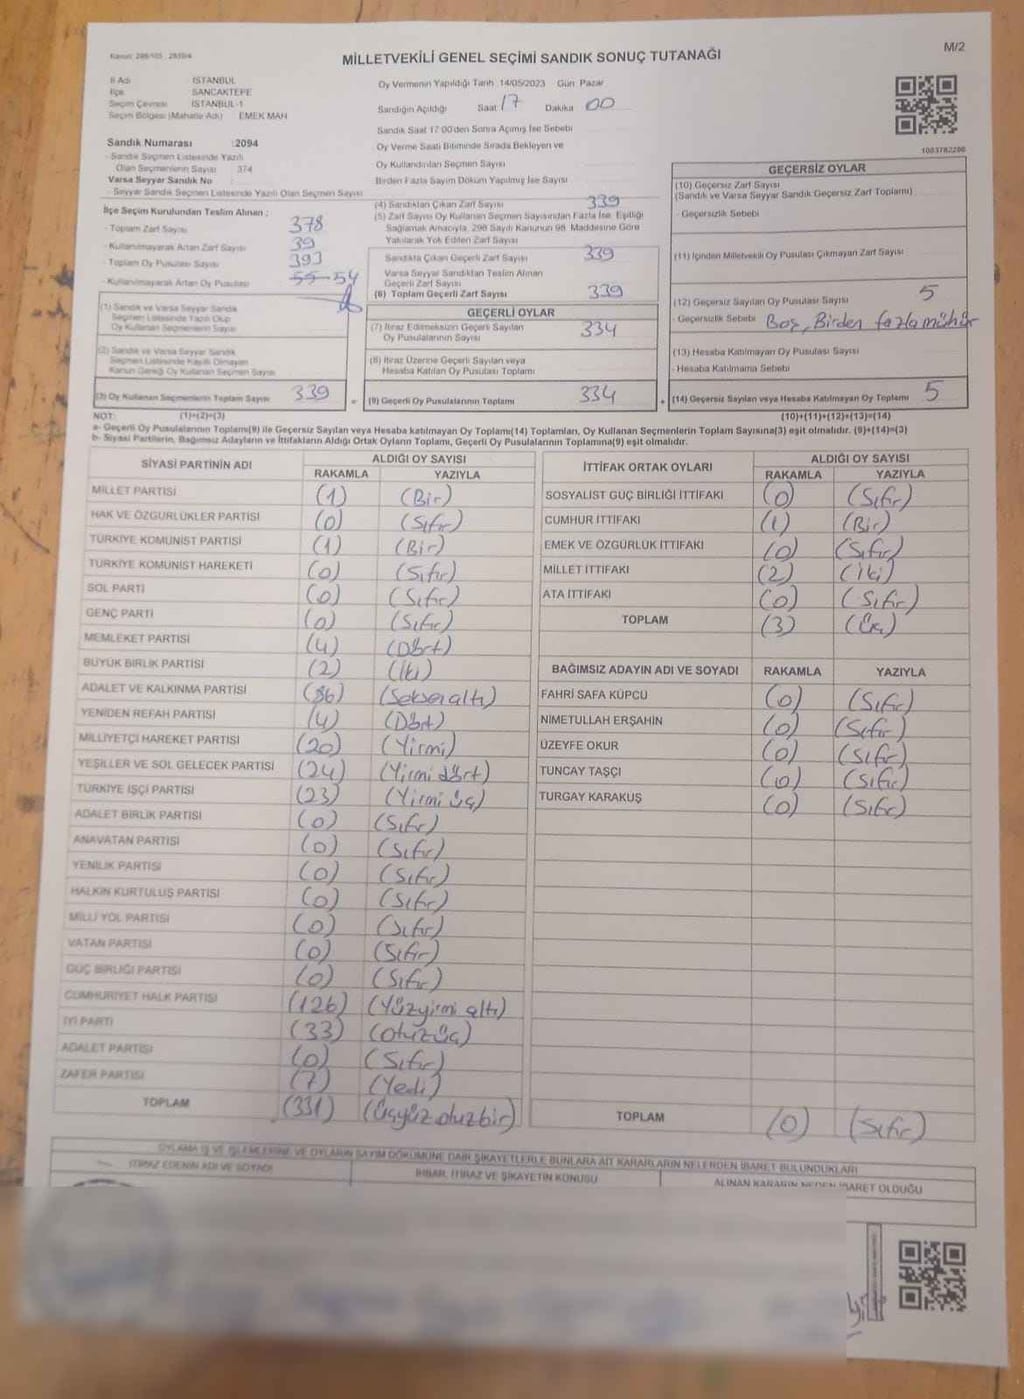 Kanun: 298/105 2839/4
M/2
MİLLETVEKİLİ GENEL SEÇİMİ SANDIK SONUÇ TUTANAĞI
İl Adı İSTANBUL
İlçe SANCAKTEPE
Seçim Çevresi İSTANBUL-1
Seçim Bölgesi (Mahalle Adı) EMEK MAH
Sandık Numarası :2094
- Sandık Seçmen Listesinde Yazılı
Olan Seçmenlerin Sayısı 374
Varsa Seyyar Sandık No
- Seyyar Sandık Seçmen Listesinde Yazılı Olan Seçmen Sayısı
İlçe Seçim Kurulundan Teslim Alınan :
- Toplam Zarf Sayısı 378
- Kullanılmayarak Artan Zarf Sayısı 39
- Toplam Oy Pusulası Sayısı 393
- Kullanılmayarak Artan Oy Pusulası 55 54
(1) Sandık ve Varsa Seyyar Sandık
Seçmen Listesinde Yazılı Olup
Oy Kullanan Seçmenlerin Sayısı
(2) Sandık ve Varsa Seyyar Sandık
Seçmen Listesinde Kayıtlı Olmayan
Kanun Gereği Oy Kullanan Seçmen Sayısı
(3) Oy Kullanan Seçmenlerin Toplam Sayısı 339
Oy Vermenin Yapıldığı Tarih 14/05/2023 Gün Pazar
Sandığın Açıldığı Saat 17 Dakika 00
Sandık Saat 17:00'den Sonra Açılmış İse Sebebi
Oy Verme Saati Bitiminde Sırada Bekleyen ve
Oy Kullandırılan Seçmen Sayısı
Birden Fazla Sayım Döküm Yapılmış İse Sayısı
(4) Sandıktan Çıkan Zarf Sayısı 339
(5) Zarf Sayısı Oy Kullanan Seçmen Sayısından Fazla İse, Eşitliği
Sağlamak Amacıyla, 298 Sayılı Kanunun 98. Maddesine Göre
Yakılarak Yok Edilen Zarf Sayısı
Sandıkta Çıkan Geçerli Zarf Sayısı 339
Varsa Seyyar Sandıktan Teslim Alınan
Geçerli Zarf Sayısı
(6) Toplam Geçerli Zarf Sayısı 339
GEÇERLİ OYLAR
(7) İtiraz Edilmeksizin Geçerli Sayılan
Oy Pusulalarının Sayısı 334
(8) İtiraz Üzerine Geçerli Sayılan veya
Hesaba Katılan Oy Pusulası Toplamı
= (9) Geçerli Oy Pusulalarının Toplamı 334
1003782200
GEÇERSİZ OYLAR
(10) Geçersiz Zarf Sayısı
(Sandık ve Varsa Seyyar Sandık Geçersiz Zarf Toplamı)
- Geçersizlik Sebebi
(11) İçinden Milletvekili Oy Pusulası Çıkmayan Zarf Sayısı
(12) Geçersiz Sayılan Oy Pusulası Sayısı 5
- Geçersizlik Sebebi Boş, Birden fazla mühür
(13) Hesaba Katılmayan Oy Pusulası Sayısı
- Hesaba Katılmama Sebebi
+ (14) Geçersiz Sayılan veya Hesaba Katılmayan Oy Toplamı 5
NOT: (1)+(2)=(3) (10)+(11)+(12)+(13)=(14)
a- Geçerli Oy Pusulalarının Toplamı(9) ile Geçersiz Sayılan veya Hesaba Katılmayan Oy Toplamı(14) Toplamları, Oy Kullanan Seçmenlerin Toplam Sayısına(3) eşit olmalıdır. (9)+(14)=(3)
b- Siyasi Partilerin, Bağımsız Adayların ve İttifakların Aldığı Ortak Oyların Toplamı, Geçerli Oy Pusulalarının Toplamına(9) eşit olmalıdır.
SİYASİ PARTİNİN ADI ALDIĞI OY SAYISI
RAKAMLA YAZIYLA
MİLLET PARTİSİ (1) (Bir)
HAK VE ÖZGÜRLÜKLER PARTİSİ (0) (Sıfır)
TÜRKİYE KOMÜNİST PARTİSİ (1) (Bir)
TÜRKİYE KOMÜNİST HAREKETİ (0) (Sıfır)
SOL PARTİ (0) (Sıfır)
GENÇ PARTİ (0) (Sıfır)
MEMLEKET PARTİSİ (4) (Dört)
BÜYÜK BİRLİK PARTİSİ (2) (İki)
ADALET VE KALKINMA PARTİSİ (86) (Seksenaltı)
YENİDEN REFAH PARTİSİ (4) (Dört)
MİLLİYETÇİ HAREKET PARTİSİ (20) (Yirmi)
YEŞİLLER VE SOL GELECEK PARTİSİ (24) (Yirmi dört)
TÜRKİYE İŞÇİ PARTİSİ (23) (Yirmi üç)
ADALET BİRLİK PARTİSİ (0) (Sıfır)
ANAVATAN PARTİSİ (0) (Sıfır)
YENİLİK PARTİSİ (0) (Sıfır)
HALKIN KURTULUŞ PARTİSİ (0) (Sıfır)
MİLLİ YOL PARTİSİ (0) (Sıfır)
VATAN PARTİSİ (0) (Sıfır)
GÜÇ BİRLİĞİ PARTİSİ (0) (Sıfır)
CUMHURİYET HALK PARTİSİ (126) (Yüzyirmi altı)
İYİ PARTİ (33) (Otuzüç)
ADALET PARTİSİ (0) (Sıfır)
ZAFER PARTİSİ (7) (Yedi)
TOPLAM (331) (Üçyüz otuzbir)
İTTİFAK ORTAK OYLARI ALDIĞI OY SAYISI
RAKAMLA YAZIYLA
SOSYALİST GÜÇ BİRLİĞİ İTTİFAKI (0) (Sıfır)
CUMHUR İTTİFAKI (1) (Bir)
EMEK VE ÖZGÜRLÜK İTTİFAKI (0) (Sıfır)
MİLLET İTTİFAKI (2) (İki)
ATA İTTİFAKI (0) (Sıfır)
TOPLAM (3) (Üç)
BAĞIMSIZ ADAYIN ADI VE SOYADI RAKAMLA YAZIYLA
FAHRİ SAFA KÜPCÜ (0) (Sıfır)
NİMETULLAH ERŞAHİN (0) (Sıfır)
ÜZEYFE OKUR (0) (Sıfır)
TUNCAY TAŞÇI (0) (Sıfır)
TURGAY KARAKUŞ (0) (Sıfır)
TOPLAM (0) (Sıfır)
OYLAMA İŞ VE İŞLEMLERİNE VE OYLARIN SAYIM DÖKÜMÜNE DAİR ŞİKAYETLERLE BUNLARA AİT KARARLARIN NELERDEN İBARET BULUNDUKLARI
İTİRAZ EDENİN ADI VE SOYADI İHBAR, İTİRAZ VE ŞİKAYETİN KONUSU ALINAN KARARIN NEDEN İBARET OLDUĞU